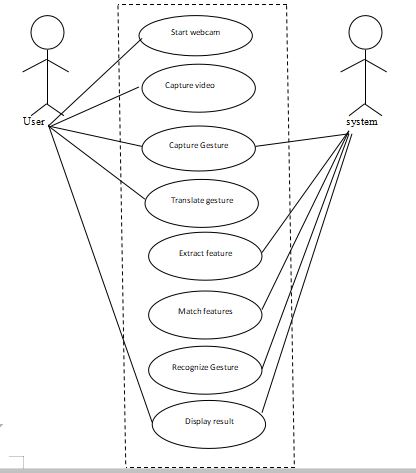 Start webcam
Capture video
User
system
Capture Gesture
Translate gesture
Extract feature
Match features
Recognize Gesture
Display result